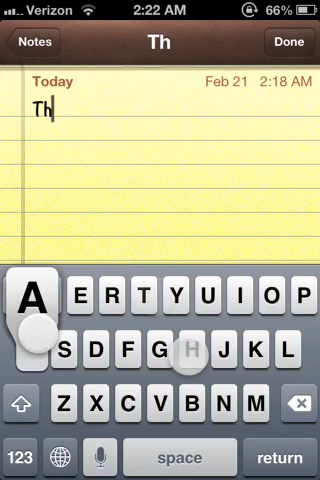 Verizon 2:22 AM 66%
Notes Th Done
Today Feb 21 2:18 AM
Th
A E R T Y U I O P
S D F G H J K L
Z X C V B N M
123 space return